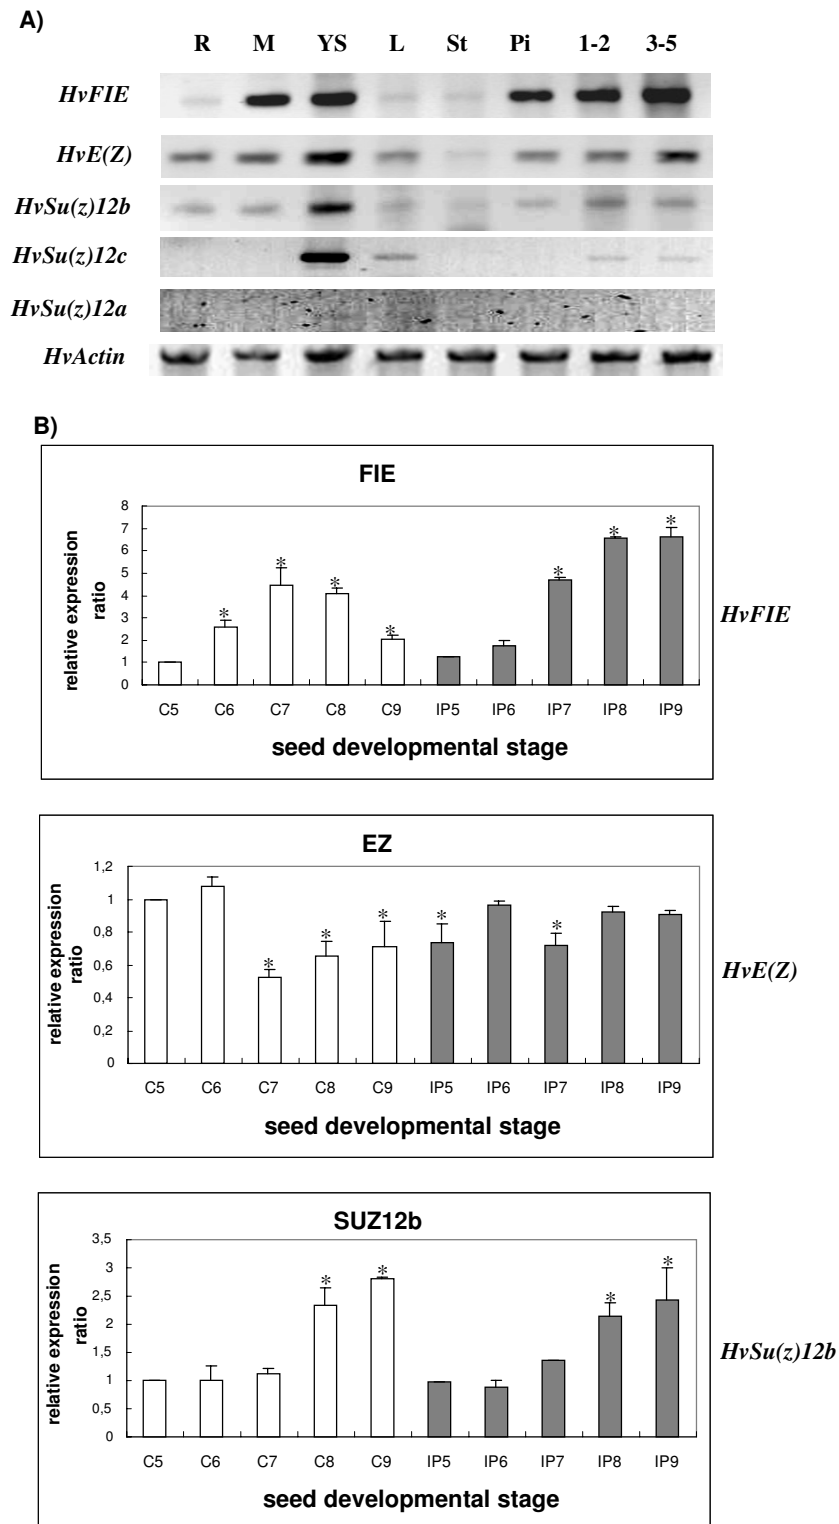 A)
R M YS L St Pi 1-2 3-5
HvFIE
HvE(Z)
HvSu(z)12b
HvSu(z)12c
HvSu(z)12a
HvActin
B)
FIE
8
7
6
5
4
3
2
1
0
relative expression
ratio
* * * * * * *
C5 C6 C7 C8 C9 IP5 IP6 IP7 IP8 IP9
seed developmental stage
HvFIE
EZ
1,2
1
0,8
0,6
0,4
0,2
0
relative expression
ratio
* * * * *
C5 C6 C7 C8 C9 IP5 IP6 IP7 IP8 IP9
seed developmental stage
HvE(Z)
SUZ12b
3,5
3
2,5
2
1,5
1
0,5
0
relative expression
ratio
* * * *
C5 C6 C7 C8 C9 IP5 IP6 IP7 IP8 IP9
seed developmental stage
HvSu(z)12b